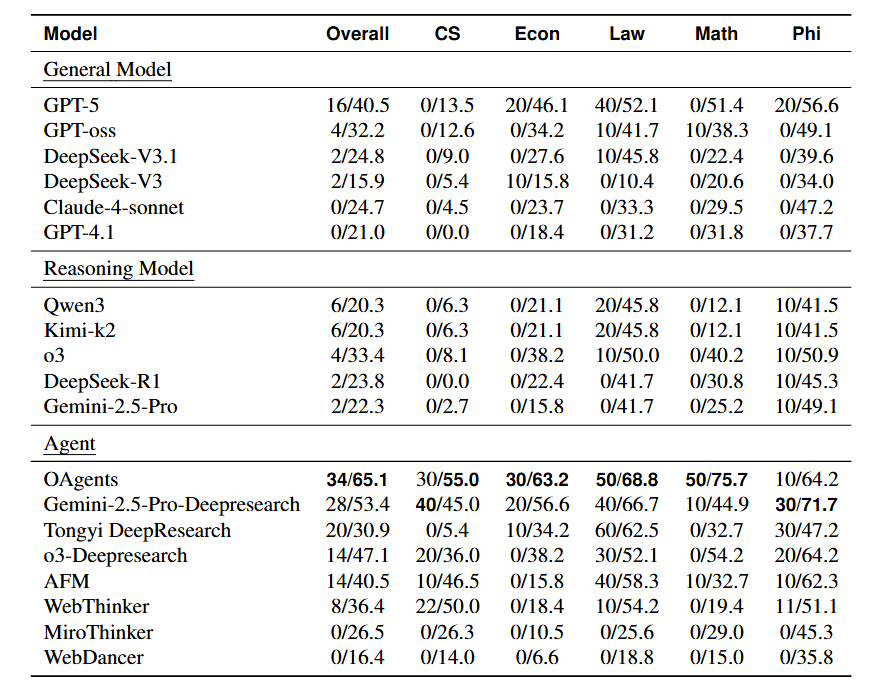 Model Overall CS Econ Law Math Phi
General Model
GPT-5 16/40.5 0/13.5 20/46.1 40/52.1 0/51.4 20/56.6
GPT-oss 4/32.2 0/12.6 0/34.2 10/41.7 10/38.3 0/49.1
DeepSeek-V3.1 2/24.8 0/9.0 0/27.6 10/45.8 0/22.4 0/39.6
DeepSeek-V3 2/15.9 0/5.4 10/15.8 0/10.4 0/20.6 0/34.0
Claude-4-sonnet 0/24.7 0/4.5 0/23.7 0/33.3 0/29.5 0/47.2
GPT-4.1 0/21.0 0/0.0 0/18.4 0/31.2 0/31.8 0/37.7
Reasoning Model
Qwen3 6/20.3 0/6.3 0/21.1 20/45.8 0/12.1 10/41.5
Kimi-k2 6/20.3 0/6.3 0/21.1 20/45.8 0/12.1 10/41.5
o3 4/33.4 0/8.1 0/38.2 10/50.0 0/40.2 10/50.9
DeepSeek-R1 2/23.8 0/0.0 0/22.4 0/41.7 0/30.8 10/45.3
Gemini-2.5-Pro 2/22.3 0/2.7 0/15.8 0/41.7 0/25.2 10/49.1
Agent
OAgents 34/65.1 30/55.0 30/63.2 50/68.8 50/75.7 10/64.2
Gemini-2.5-Pro-Deepresearch 28/53.4 40/45.0 20/56.6 40/66.7 10/44.9 30/71.7
Tongyi DeepResearch 20/30.9 0/5.4 10/34.2 60/62.5 0/32.7 30/47.2
o3-Deepresearch 14/47.1 20/36.0 0/38.2 30/52.1 0/54.2 20/64.2
AFM 14/40.5 10/46.5 0/15.8 40/58.3 10/32.7 10/62.3
WebThinker 8/36.4 22/50.0 0/18.4 10/54.2 0/19.4 11/51.1
MiroThinker 0/26.5 0/26.3 0/10.5 0/25.6 0/29.0 0/45.3
WebDancer 0/16.4 0/14.0 0/6.6 0/18.8 0/15.0 0/35.8